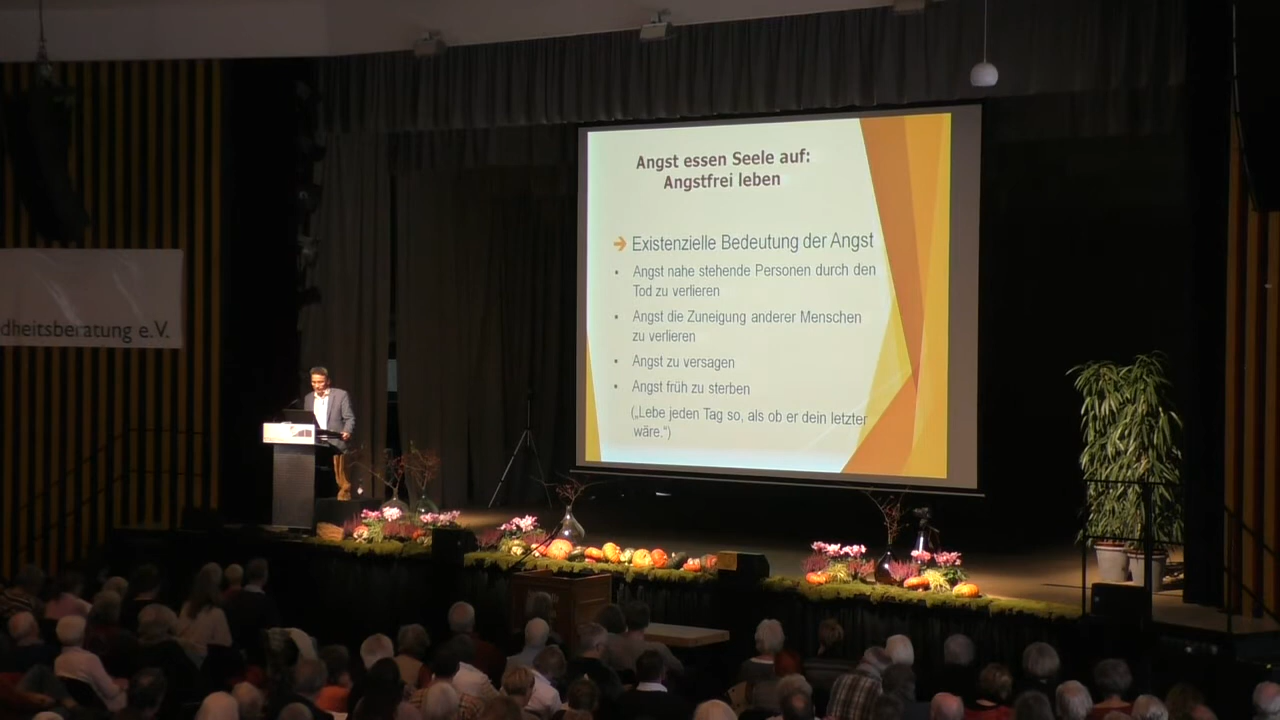 Angst essen Seele auf:
Angstfrei leben
Existenzielle Bedeutung der Angst
• Angst nahe stehende Personen durch den
Tod zu verlieren
• Angst die Zuneigung anderer Menschen
zu verlieren
• Angst zu versagen
• Angst früh zu sterben
(„Lebe jeden Tag so, als ob er dein letzter
wäre.“)
dheitsberatung e.V.